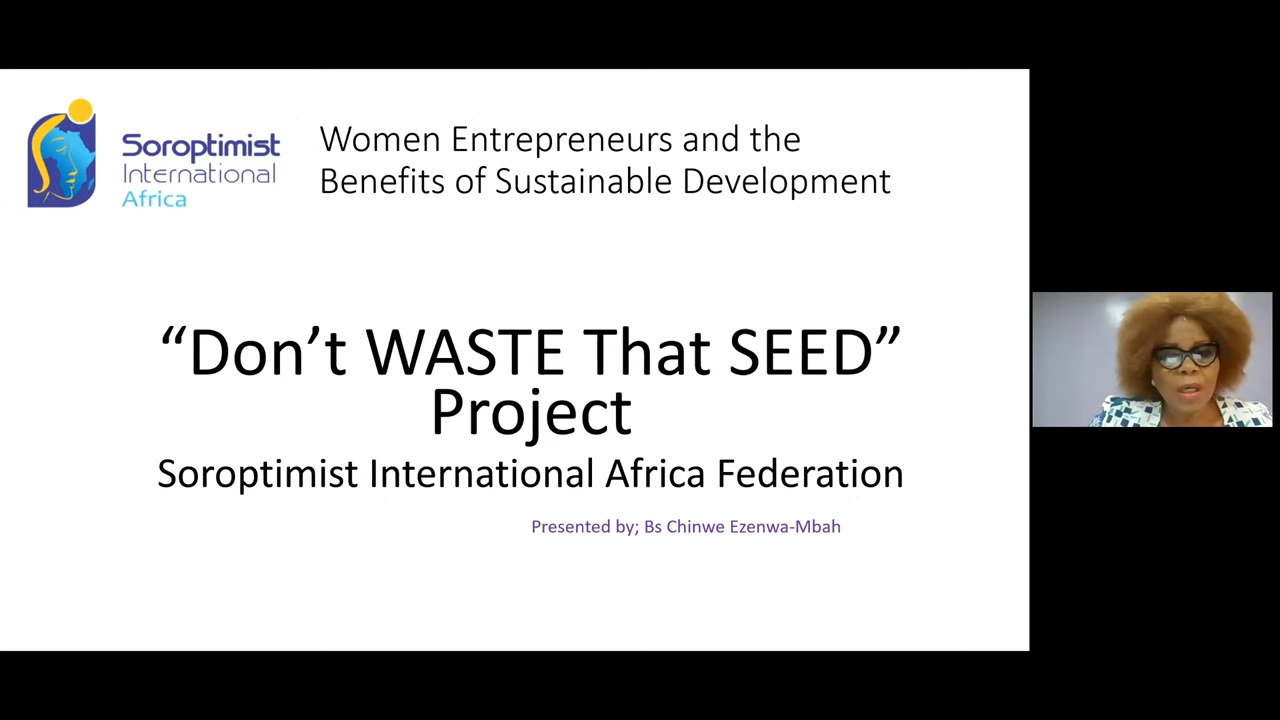 Soroptimist
International
Africa
Women Entrepreneurs and the
Benefits of Sustainable Development
“Don’t WASTE That SEED”
Project
Soroptimist International Africa Federation
Presented by; Bs Chinwe Ezenwa-Mbah